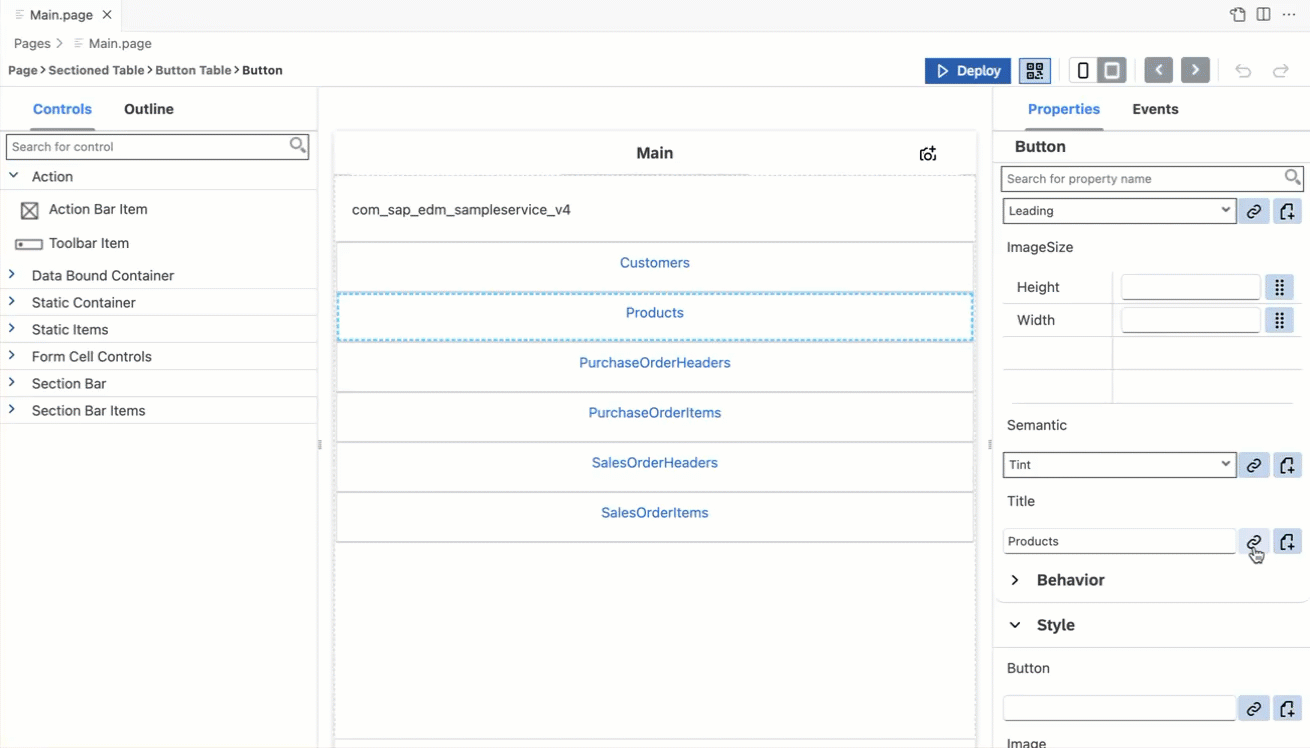 Main.page
Pages > Main.page
Page > Sectioned Table > Button Table > Button
Deploy
Controls
Outline
Search for control
Action
Action Bar Item
Toolbar Item
Data Bound Container
Static Container
Static Items
Form Cell Controls
Section Bar
Section Bar Items
Main
com_sap_edm_sampleservice_v4
Customers
Products
PurchaseOrderHeaders
PurchaseOrderItems
SalesOrderHeaders
SalesOrderItems
Properties
Events
Button
Search for property name
Leading
ImageSize
Height
Width
Semantic
Tint
Title
Products
Behavior
Style
Button
Image